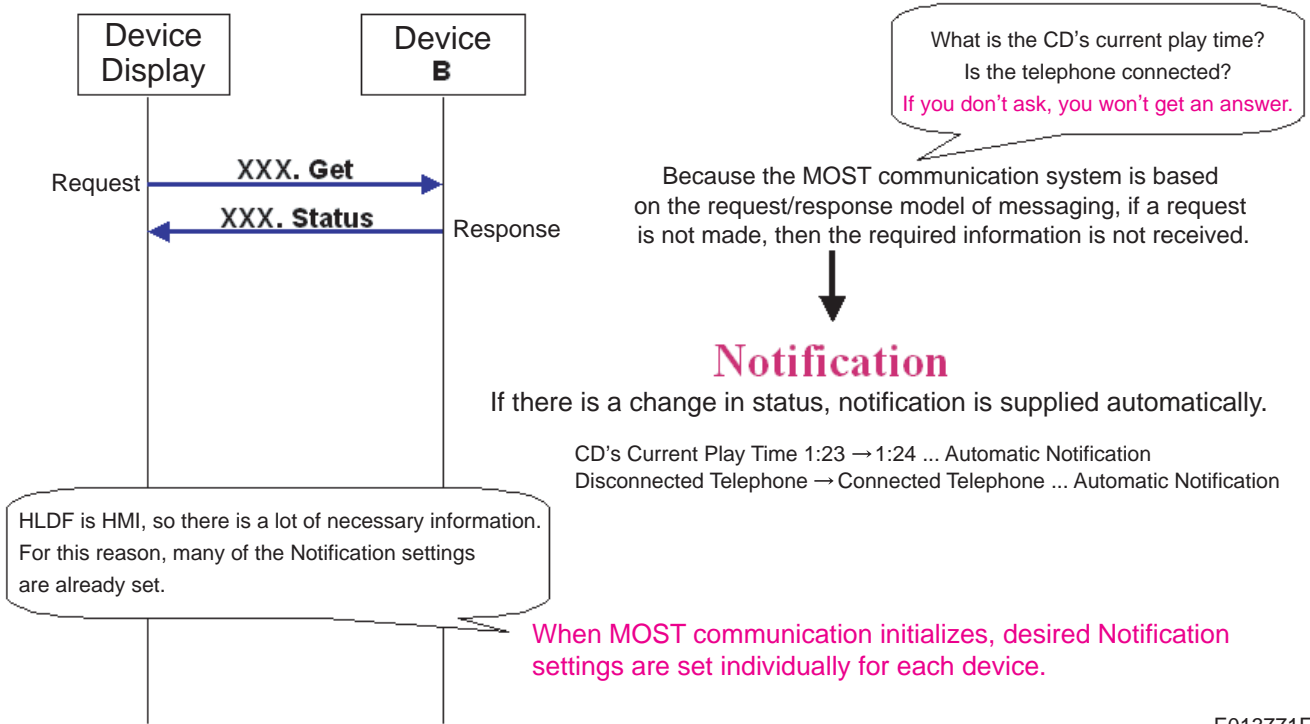 Device
Display
Device
B
What is the CD's current play time?
Is the telephone connected?
If you don't ask, you won't get an answer.
Request
XXX. Get
XXX. Status
Response
Because the MOST communication system is based
on the request/response model of messaging, if a request
is not made, then the required information is not received.
Notification
If there is a change in status, notification is supplied automatically.
CD's Current Play Time 1:23 →1:24 ... Automatic Notification
Disconnected Telephone → Connected Telephone ... Automatic Notification
HLDF is HMI, so there is a lot of necessary information.
For this reason, many of the Notification settings
are already set.
When MOST communication initializes, desired Notification
settings are set individually for each device.